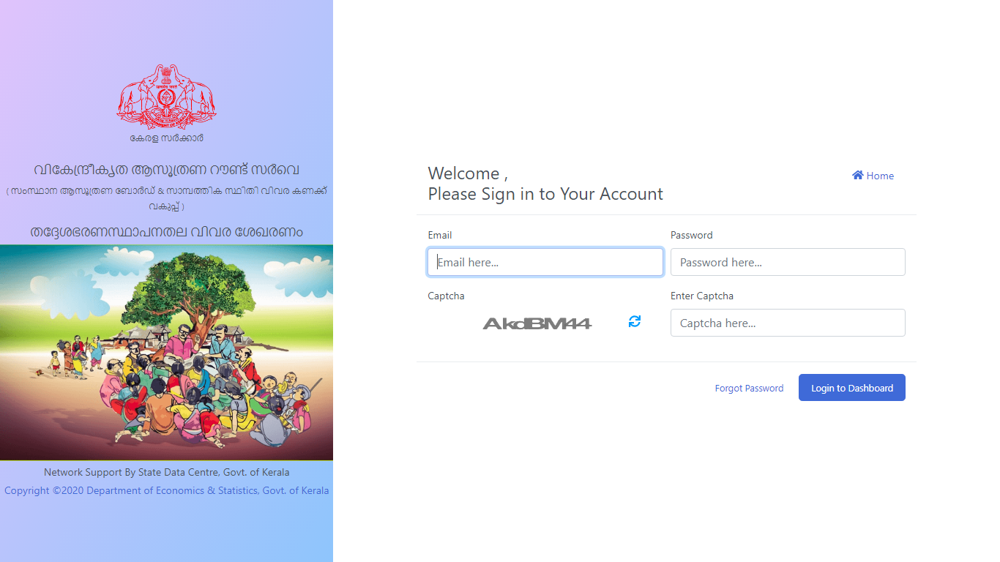 കേരള സർക്കാർ
വികേന്ദ്രീകൃത ആസൂത്രണ റൗണ്ട് സർവെ
( സംസ്ഥാന ആസൂത്രണ ബോർഡ് & സാമ്പത്തിക സ്ഥിതി വിവര കണക്ക്
വകുപ്പ് )
തദ്ദേശഭരണസ്ഥാപനതല വിവര ശേഖരണം
Network Support By State Data Centre, Govt. of Kerala
Copyright ©2020 Department of Economics & Statistics, Govt. of Kerala
Welcome ,
Home
Please Sign in to Your Account
Email
Password
Email here...
Password here...
Captcha
Enter Captcha
AkdBM44
Captcha here...
Forgot Password
Login to Dashboard